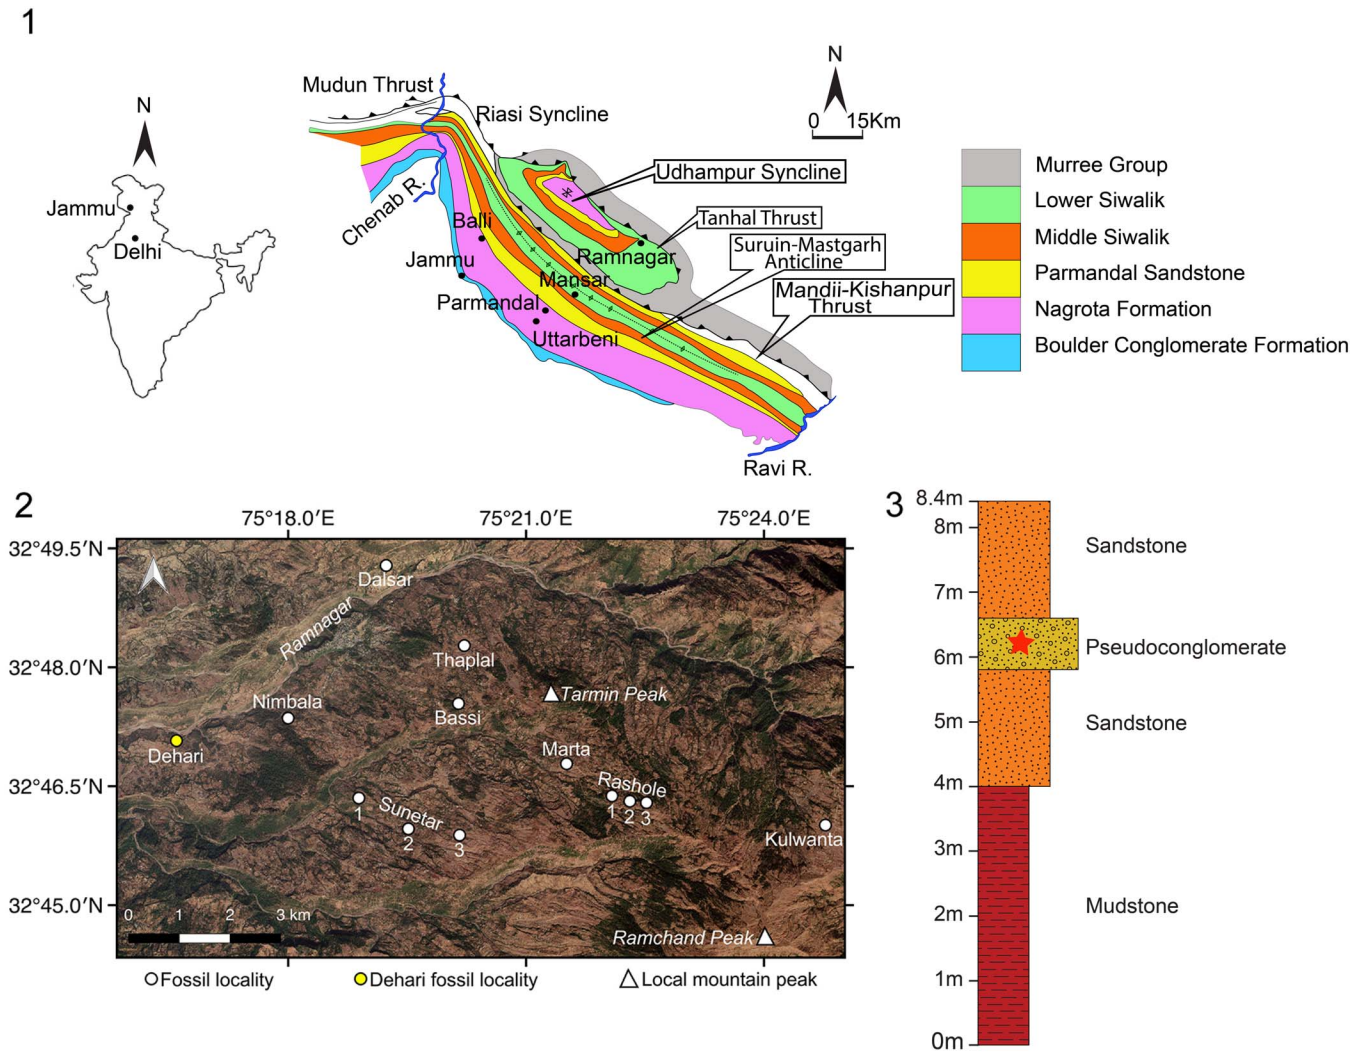 1
N
Jammu
Delhi
Mudun Thrust
Riasi Syncline
Chenab R.
Balli
Jammu
Parmandal
Uttarbeni
Mansar
Ramnagar
Udhampur Syncline
Tanhal Thrust
Suruin-Mastgarh
Anticline
Mandii-Kishanpur
Thrust
Ravi R.
N
0 15Km
Murree Group
Lower Siwalik
Middle Siwalik
Parmandal Sandstone
Nagrota Formation
Boulder Conglomerate Formation
2
75°18.0′E 75°21.0′E 75°24.0′E
32°49.5′N
32°48.0′N
32°46.5′N
32°45.0′N
Dalsar
Ramnagar
Thaplal
Nimbala
Bassi
Tarmin Peak
Dehari
Marta
Rashole
1 2 3
Sunetar
1
2
3
Kulwanta
Ramchand Peak
0 1 2 3 km
Fossil locality
Dehari fossil locality
Local mountain peak
3
8.4m
8m
7m
6m
5m
4m
3m
2m
1m
0m
Sandstone
Pseudoconglomerate
Sandstone
Mudstone